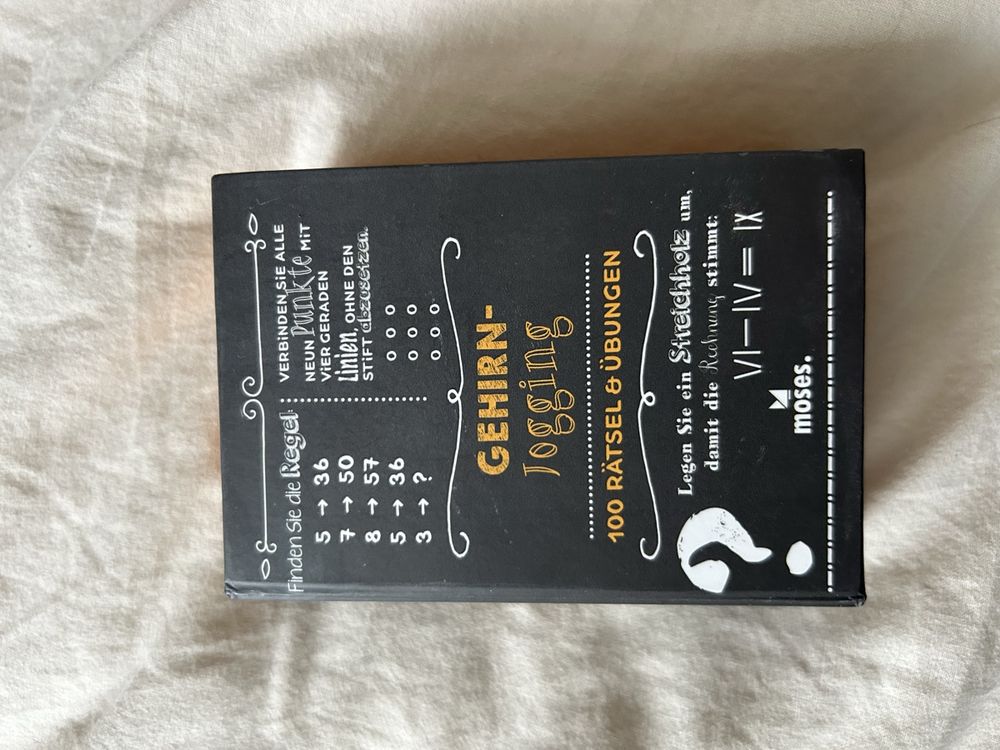 Finden Sie die Regel:
5 → 36
7 → 50
8 → 57
5 → 36
3 → ?
VERBINDEN SIE ALLE
NEUN Punkte MIT
VIER GERADEN
Linien, OHNE DEN
STIFT abzusetzen.
GEHIRN-
Jogging
100 RÄTSEL & ÜBUNGEN
Legen Sie ein Streichholz um,
damit die Rechnung stimmt:
VI—IV = IX
moses.
?